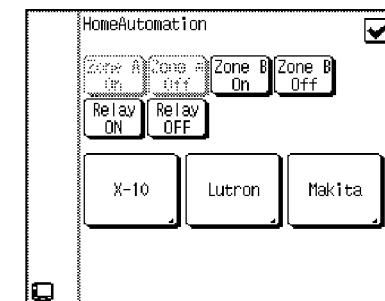 HomeAutomation
Zone A On
Zone A Off
Zone B On
Zone B Off
Relay ON
Relay OFF
X-10
Lutron
Makita